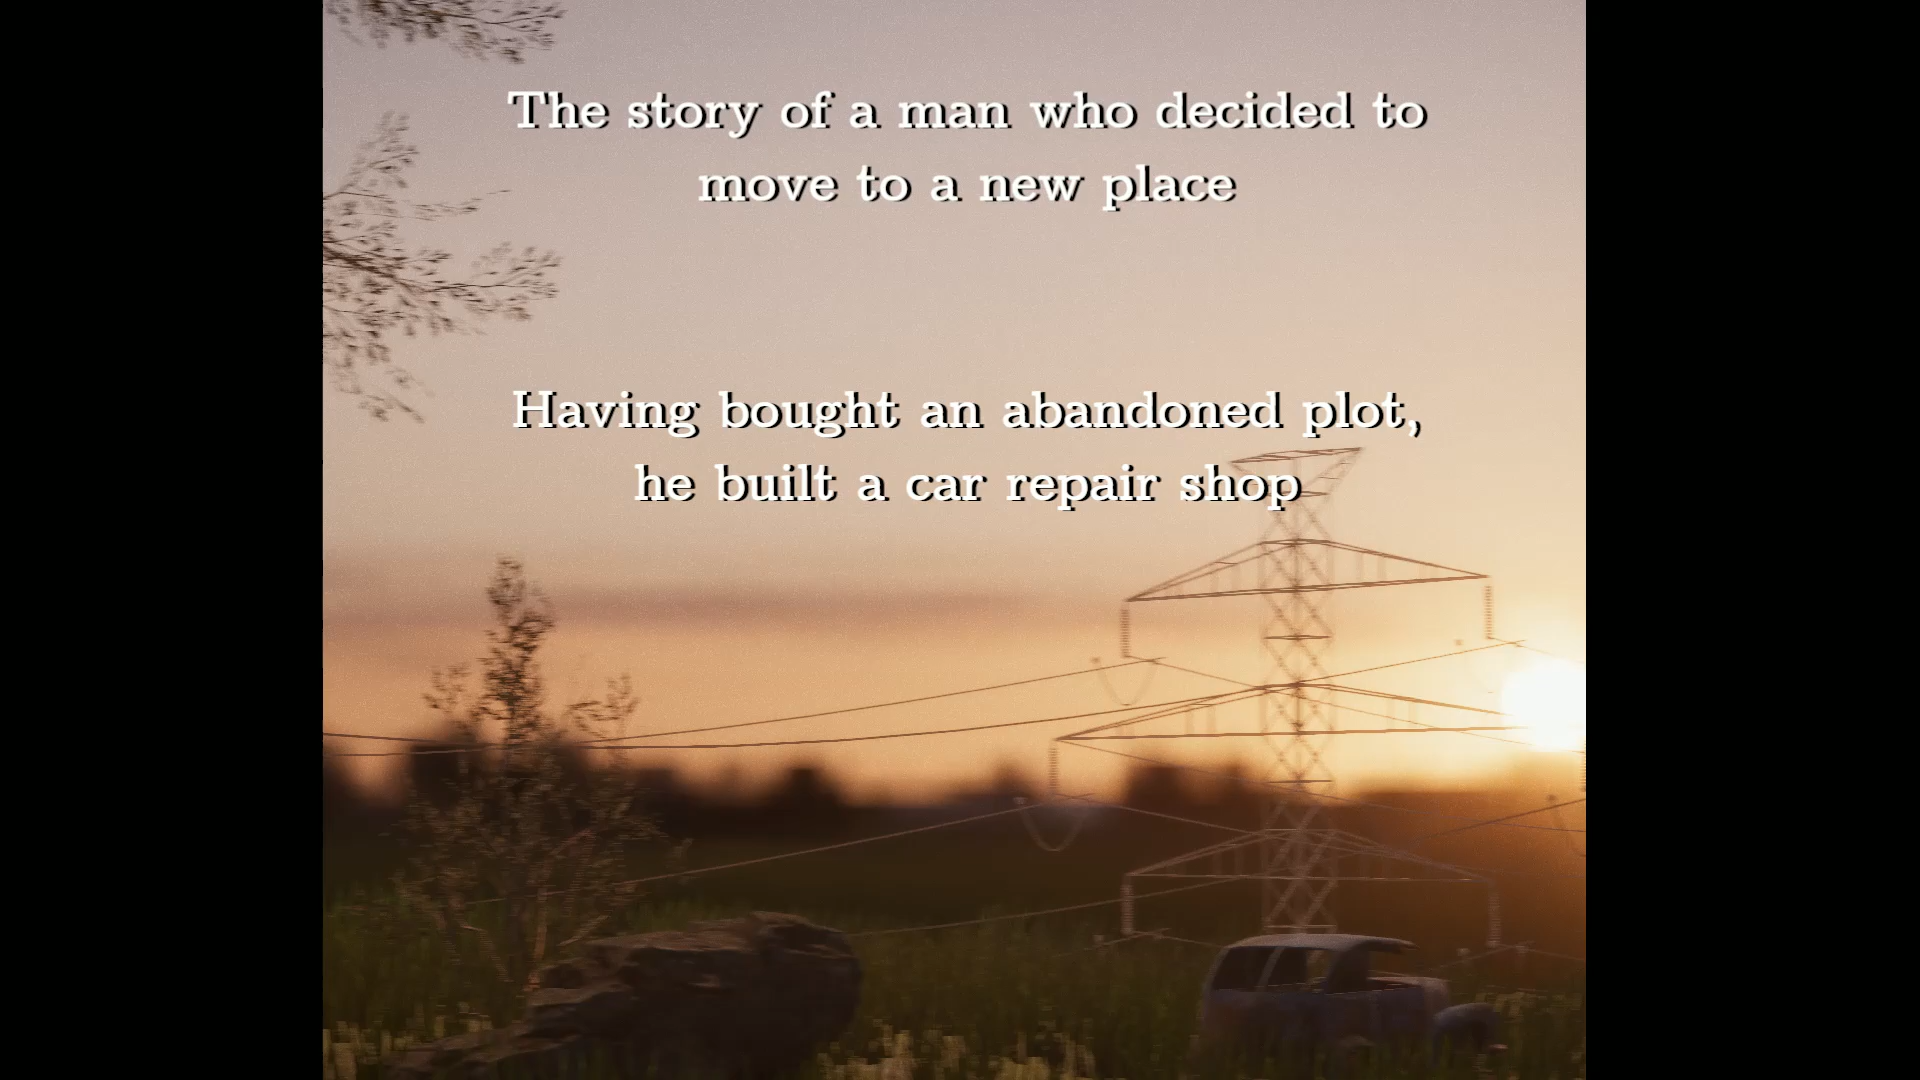 The story of a man who decided to
move to a new place
Having bought an abandoned plot,
he built a car repair shop